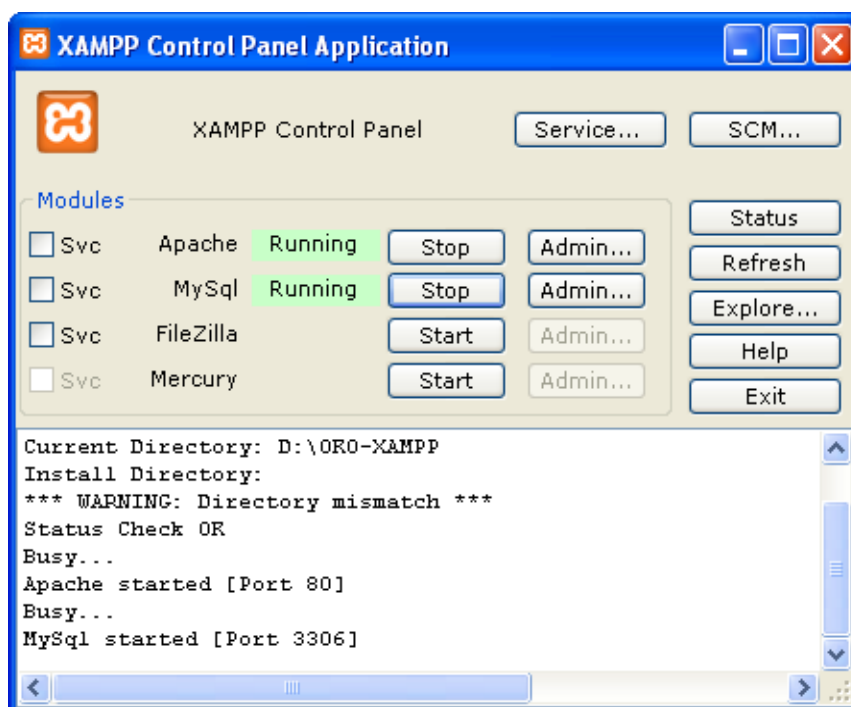 XAMPP Control Panel Application
XAMPP Control Panel Service... SCM...
Modules
Svc Apache Running Stop Admin...
Svc MySql Running Stop Admin...
Svc FileZilla Start Admin...
Svc Mercury Start Admin...
Status
Refresh
Explore...
Help
Exit
Current Directory: D:\OKO-XAMPP
Install Directory:
*** WARNING: Directory mismatch ***
Status Check OK
Busy...
Apache started [Port 80]
Busy...
MySql started [Port 3306]